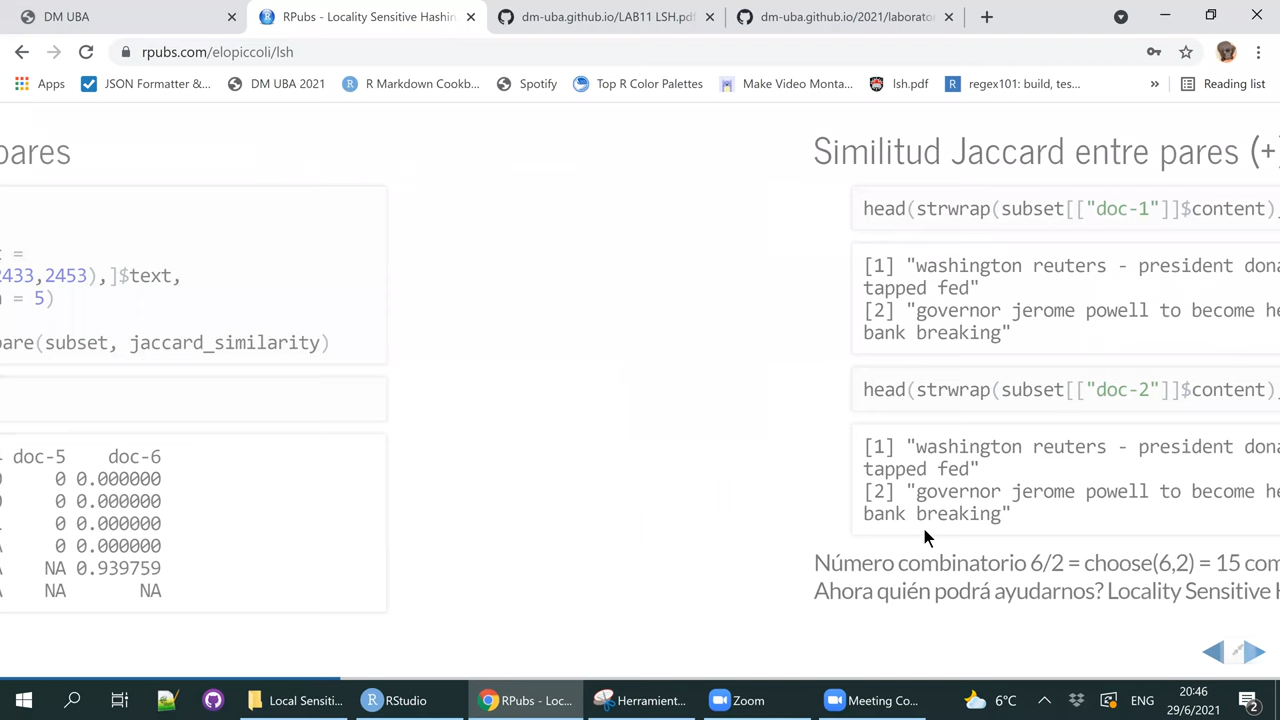 DM UBA
RPubs - Locality Sensitive Hashin
dm-uba.github.io/LAB11 LSH.pdf
dm-uba.github.io/2021/laborator
rpubs.com/elopiccoli/lsh
Apps
JSON Formatter &...
DM UBA 2021
R Markdown Cookb...
Spotify
Top R Color Palettes
Make Video Monta...
lsh.pdf
regex101: build, tes...
»
Reading list
pares
t =
2433,2453),]$text,
n = 5)
pare(subset, jaccard_similarity)
doc-5 doc-6
0 0.000000
0 0.000000
0 0.000000
0 0.000000
NA 0.939759
NA NA
Similitud Jaccard entre pares (+)
head(strwrap(subset[["doc-1"]]$content),
[1] "washington reuters - president dona
tapped fed"
[2] "governor jerome powell to become he
bank breaking"
head(strwrap(subset[["doc-2"]]$content),
[1] "washington reuters - president dona
tapped fed"
[2] "governor jerome powell to become he
bank breaking"
Número combinatorio 6/2 = choose(6,2) = 15 com
Ahora quién podrá ayudarnos? Locality Sensitive H
Local Sensiti...
RStudio
RPubs - Loc...
Herramient...
Zoom
Meeting Co...
6°C
ENG
20:46
29/6/2021
2